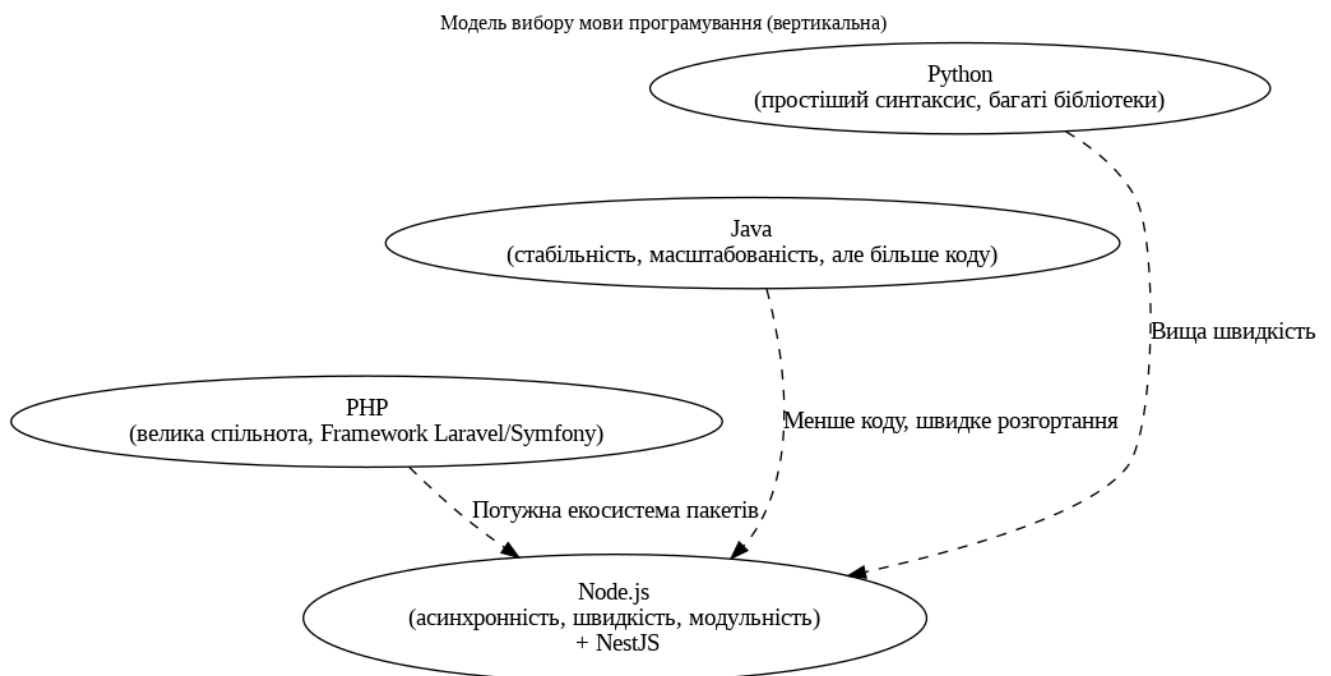 Модель вибору мови програмування (вертикальна)
Python
(простіший синтаксис, багаті бібліотеки)
Java
(стабільність, масштабованість, але більше коду)
Вища швидкість
PHP
(велика спільнота, Framework Laravel/Symfony)
Менше коду, швидке розгортання
Потужна екосистема пакетів
Node.js
(асинхронність, швидкість, модульність)
+ NestJS